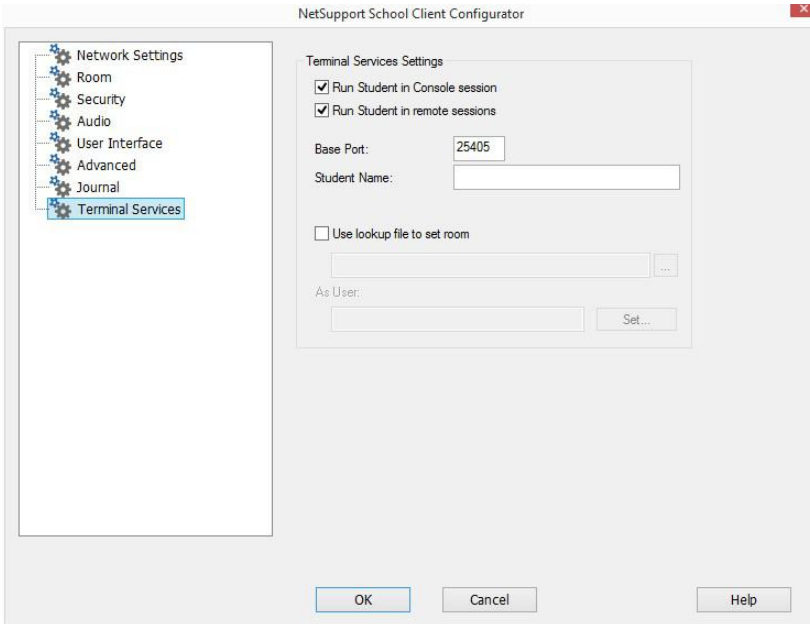 NetSupport School Client Configurator
Network Settings
Room
Security
Audio
User Interface
Advanced
Journal
Terminal Services
Terminal Services Settings
Run Student in Console session
Run Student in remote sessions
Base Port: 25405
Student Name:
Use lookup file to set room
...
As User:
Set...
OK Cancel Help